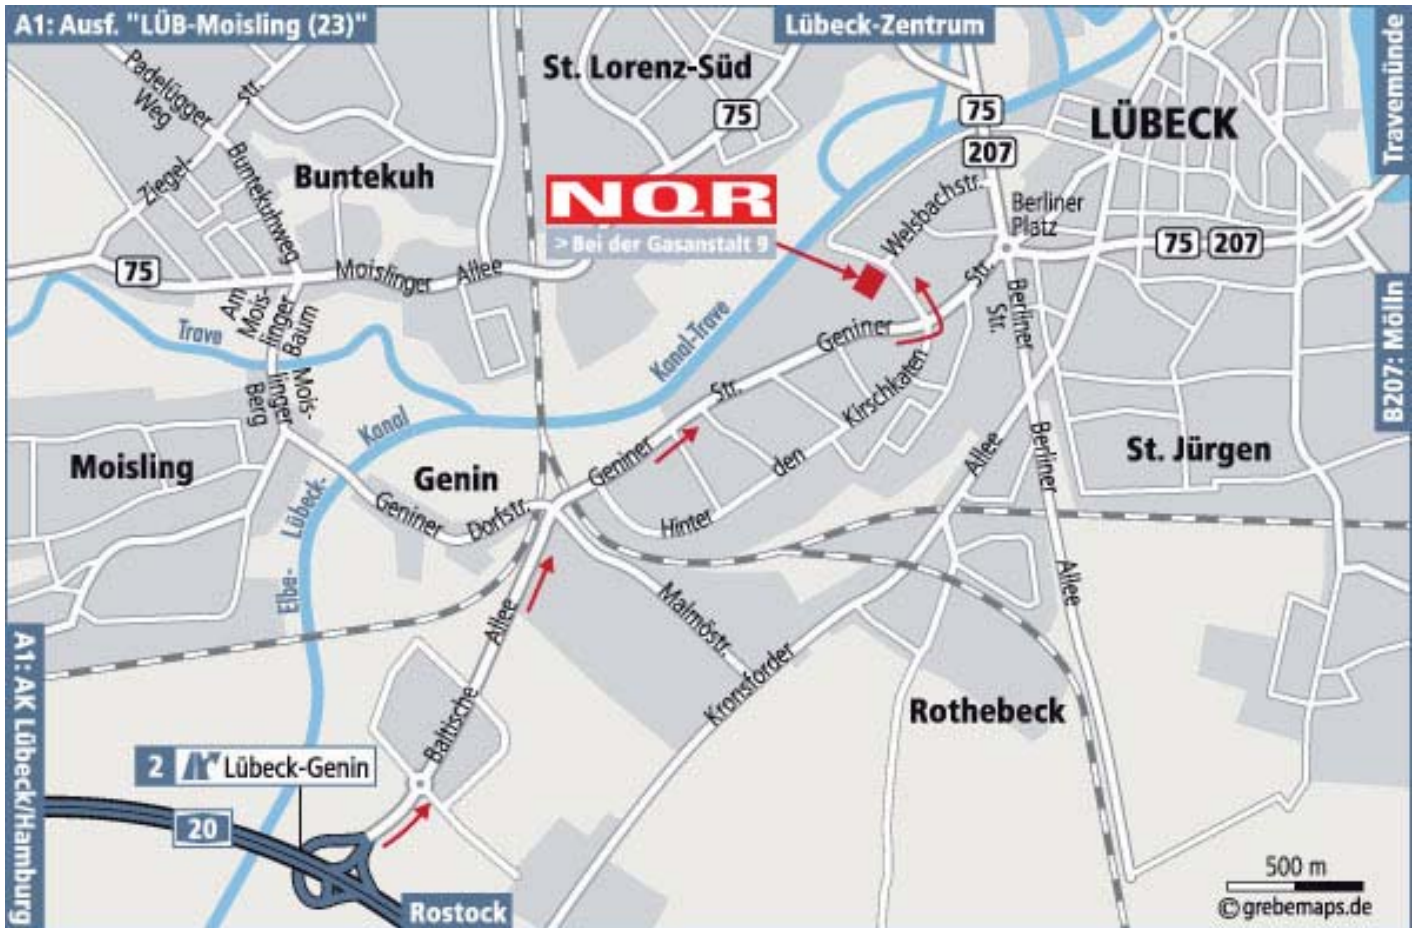 A1: Ausf. "LÜB-Moisling (23)"
Lübeck-Zentrum
Travemünde
St. Lorenz-Süd
75
75
207
LÜBECK
Padelügger
Weg
Ziegel-
str.
Buntekuhweg
Buntekuh
NQR
> Bei der Gasanstalt 9
Welsbachstr.
Berliner
Platz
75
207
75
Moislinger Allee
Am
Mois-
linger
Baum
Trave
Kanal-Trave
Geniner Str.
Berliner
Str.
B207: Mölln
Mois-
linger
Berg
Geniner Str.
Hinter den Kirschkaten
Moisling
Genin
St. Jürgen
Elbe- Lübeck- Kanal
Geniner Dorfstr.
Berliner Allee
Malmöstr.
Kronsforder Allee
Rothebeck
Baltische Allee
A1: AK Lübeck/Hamburg
2
Lübeck-Genin
20
Rostock
500 m
© grebemaps.de